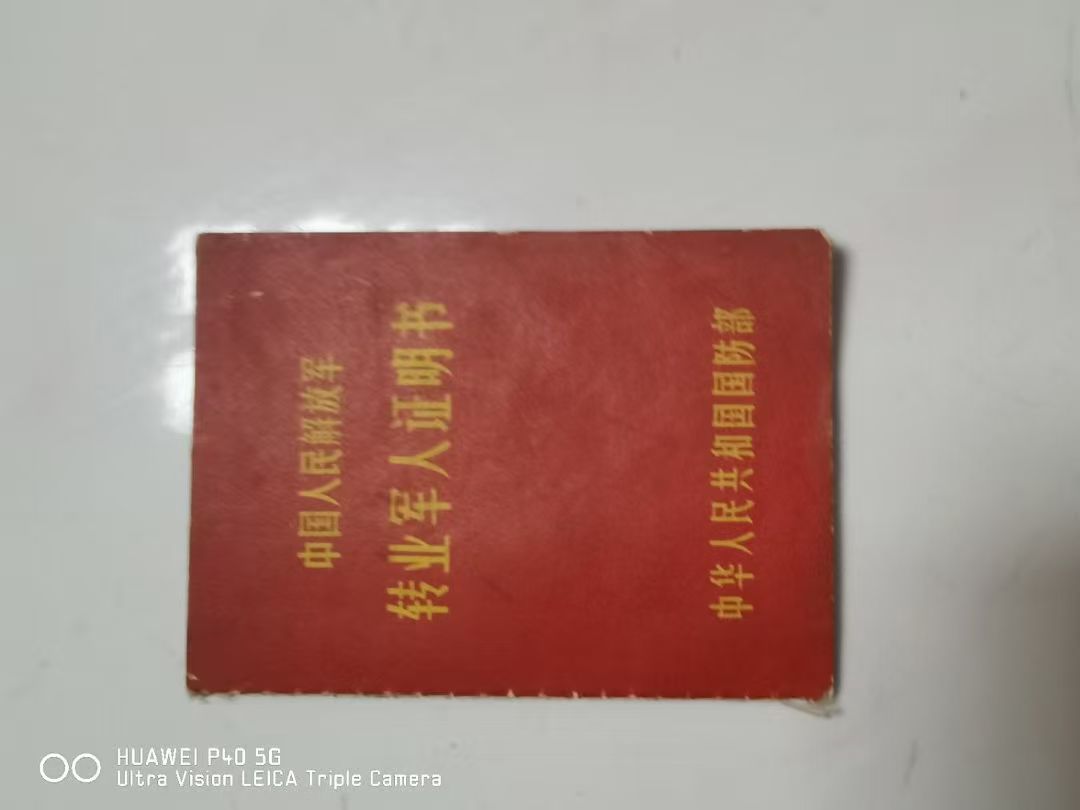 中国人民解放军
转业军人证明书
中华人民共和国国防部
HUAWEI P40 5G
Ultra Vision LEICA Triple Camera